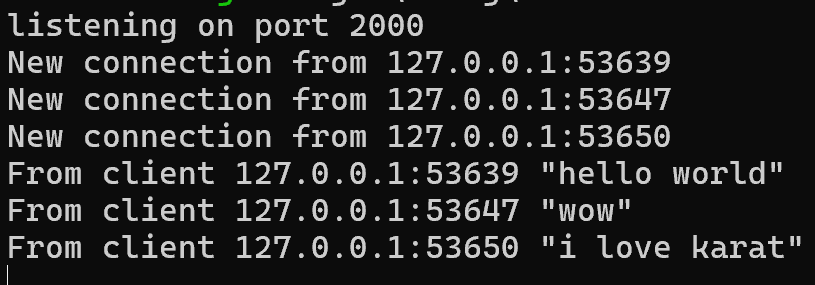 listening on port 2000
New connection from 127.0.0.1:53639
New connection from 127.0.0.1:53647
New connection from 127.0.0.1:53650
From client 127.0.0.1:53639 "hello world"
From client 127.0.0.1:53647 "wow"
From client 127.0.0.1:53650 "i love karat"